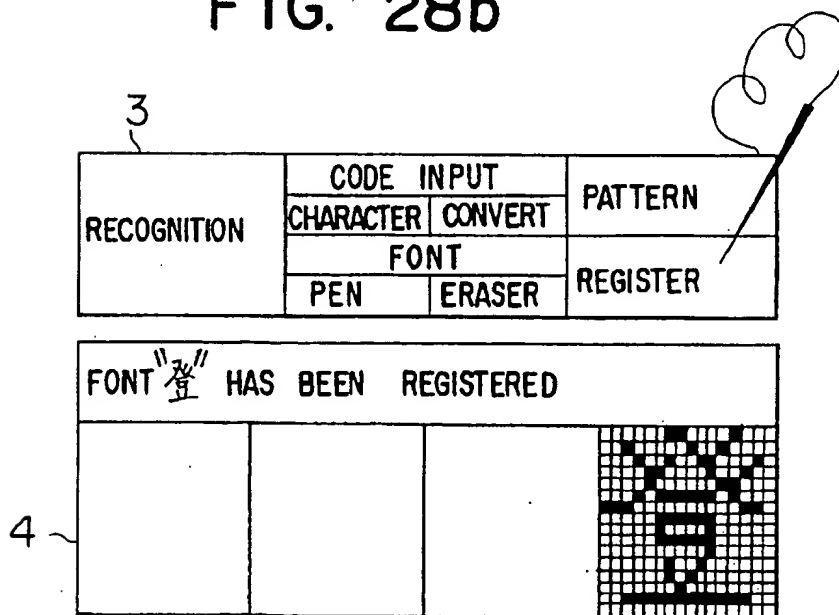 FIG. 28b
3
RECOGNITION
CODE INPUT
CHARACTER CONVERT
FONT
PEN ERASER
PATTERN
REGISTER
FONT "登" HAS BEEN REGISTERED
4